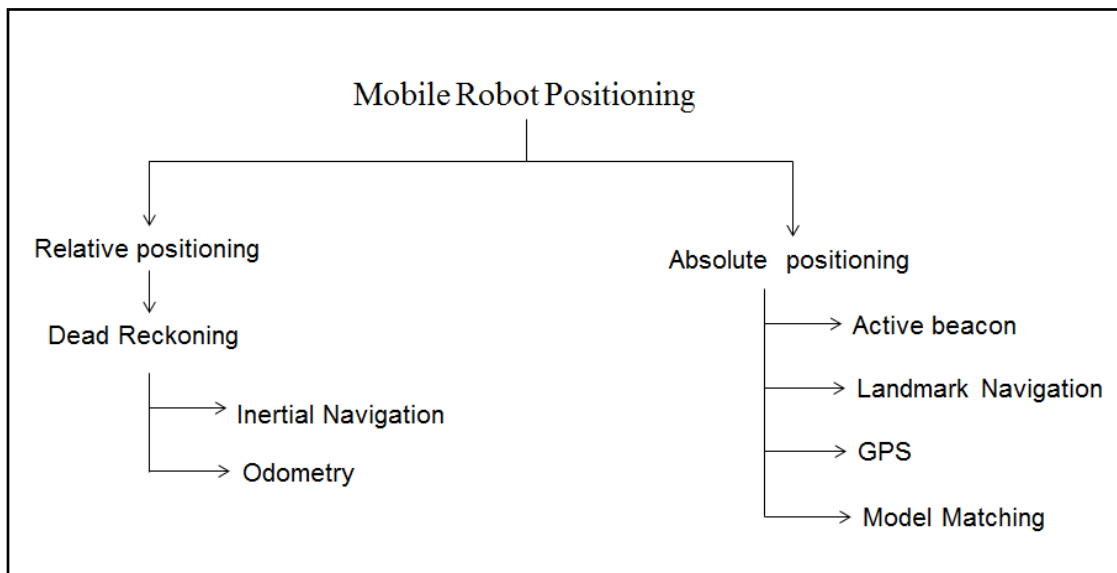 Mobile Robot Positioning
Relative positioning
Dead Reckoning
Inertial Navigation
Odometry
Absolute positioning
Active beacon
Landmark Navigation
GPS
Model Matching